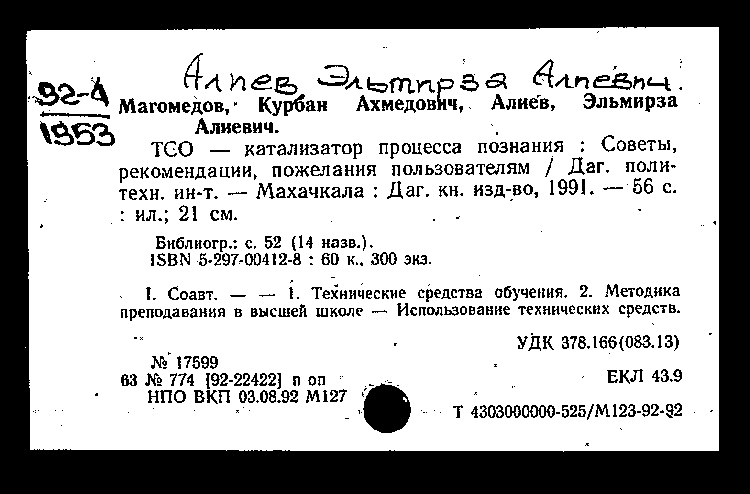 Алиев Эльмирза Алиевич.
92-4
1953
Магомедов, Курбан Ахмедович, Алиев, Эльмирза
Алиевич.
ТСО — катализатор процесса познания : Советы,
рекомендации, пожелания пользователям / Даг. поли-
техн. ин-т. — Махачкала : Даг. кн. изд-во, 1991. — 56 с.
: ил.; 21 см.
Библиогр.: с. 52 (14 назв.).
ISBN 5-297-00412-8 : 60 к., 300 экз.
I. Соавт. — — 1. Технические средства обучения. 2. Методика
преподавания в высшей школе — Использование технических средств.
УДК 378.166(083.13)
№ 17599
63 № 774 [92-22422] п оп
ЕКЛ 43.9
НПО ВКП 03.08.92 М127
Т 4303000000-525/М123-92-92